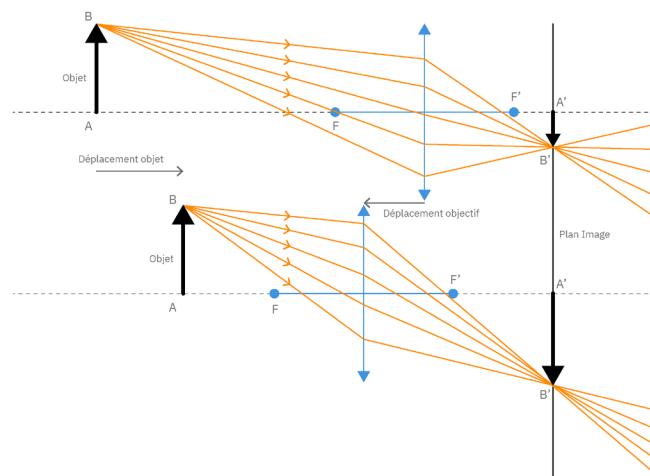 B
Objet
A
F
F'
A'
B'
Déplacement objet
B
Déplacement objectif
Objet
Plan Image
A
F
F'
A'
B'